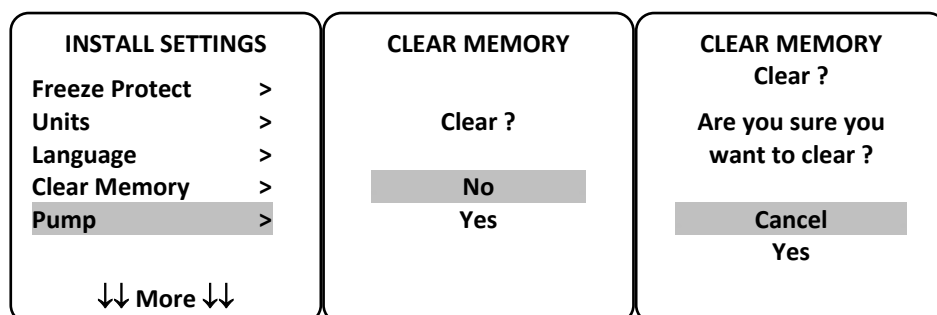 INSTALL SETTINGS
Freeze Protect >
Units >
Language >
Clear Memory >
Pump >
↓↓ More ↓↓
CLEAR MEMORY
Clear ?
No
Yes
CLEAR MEMORY
Clear ?
Are you sure you
want to clear ?
Cancel
Yes